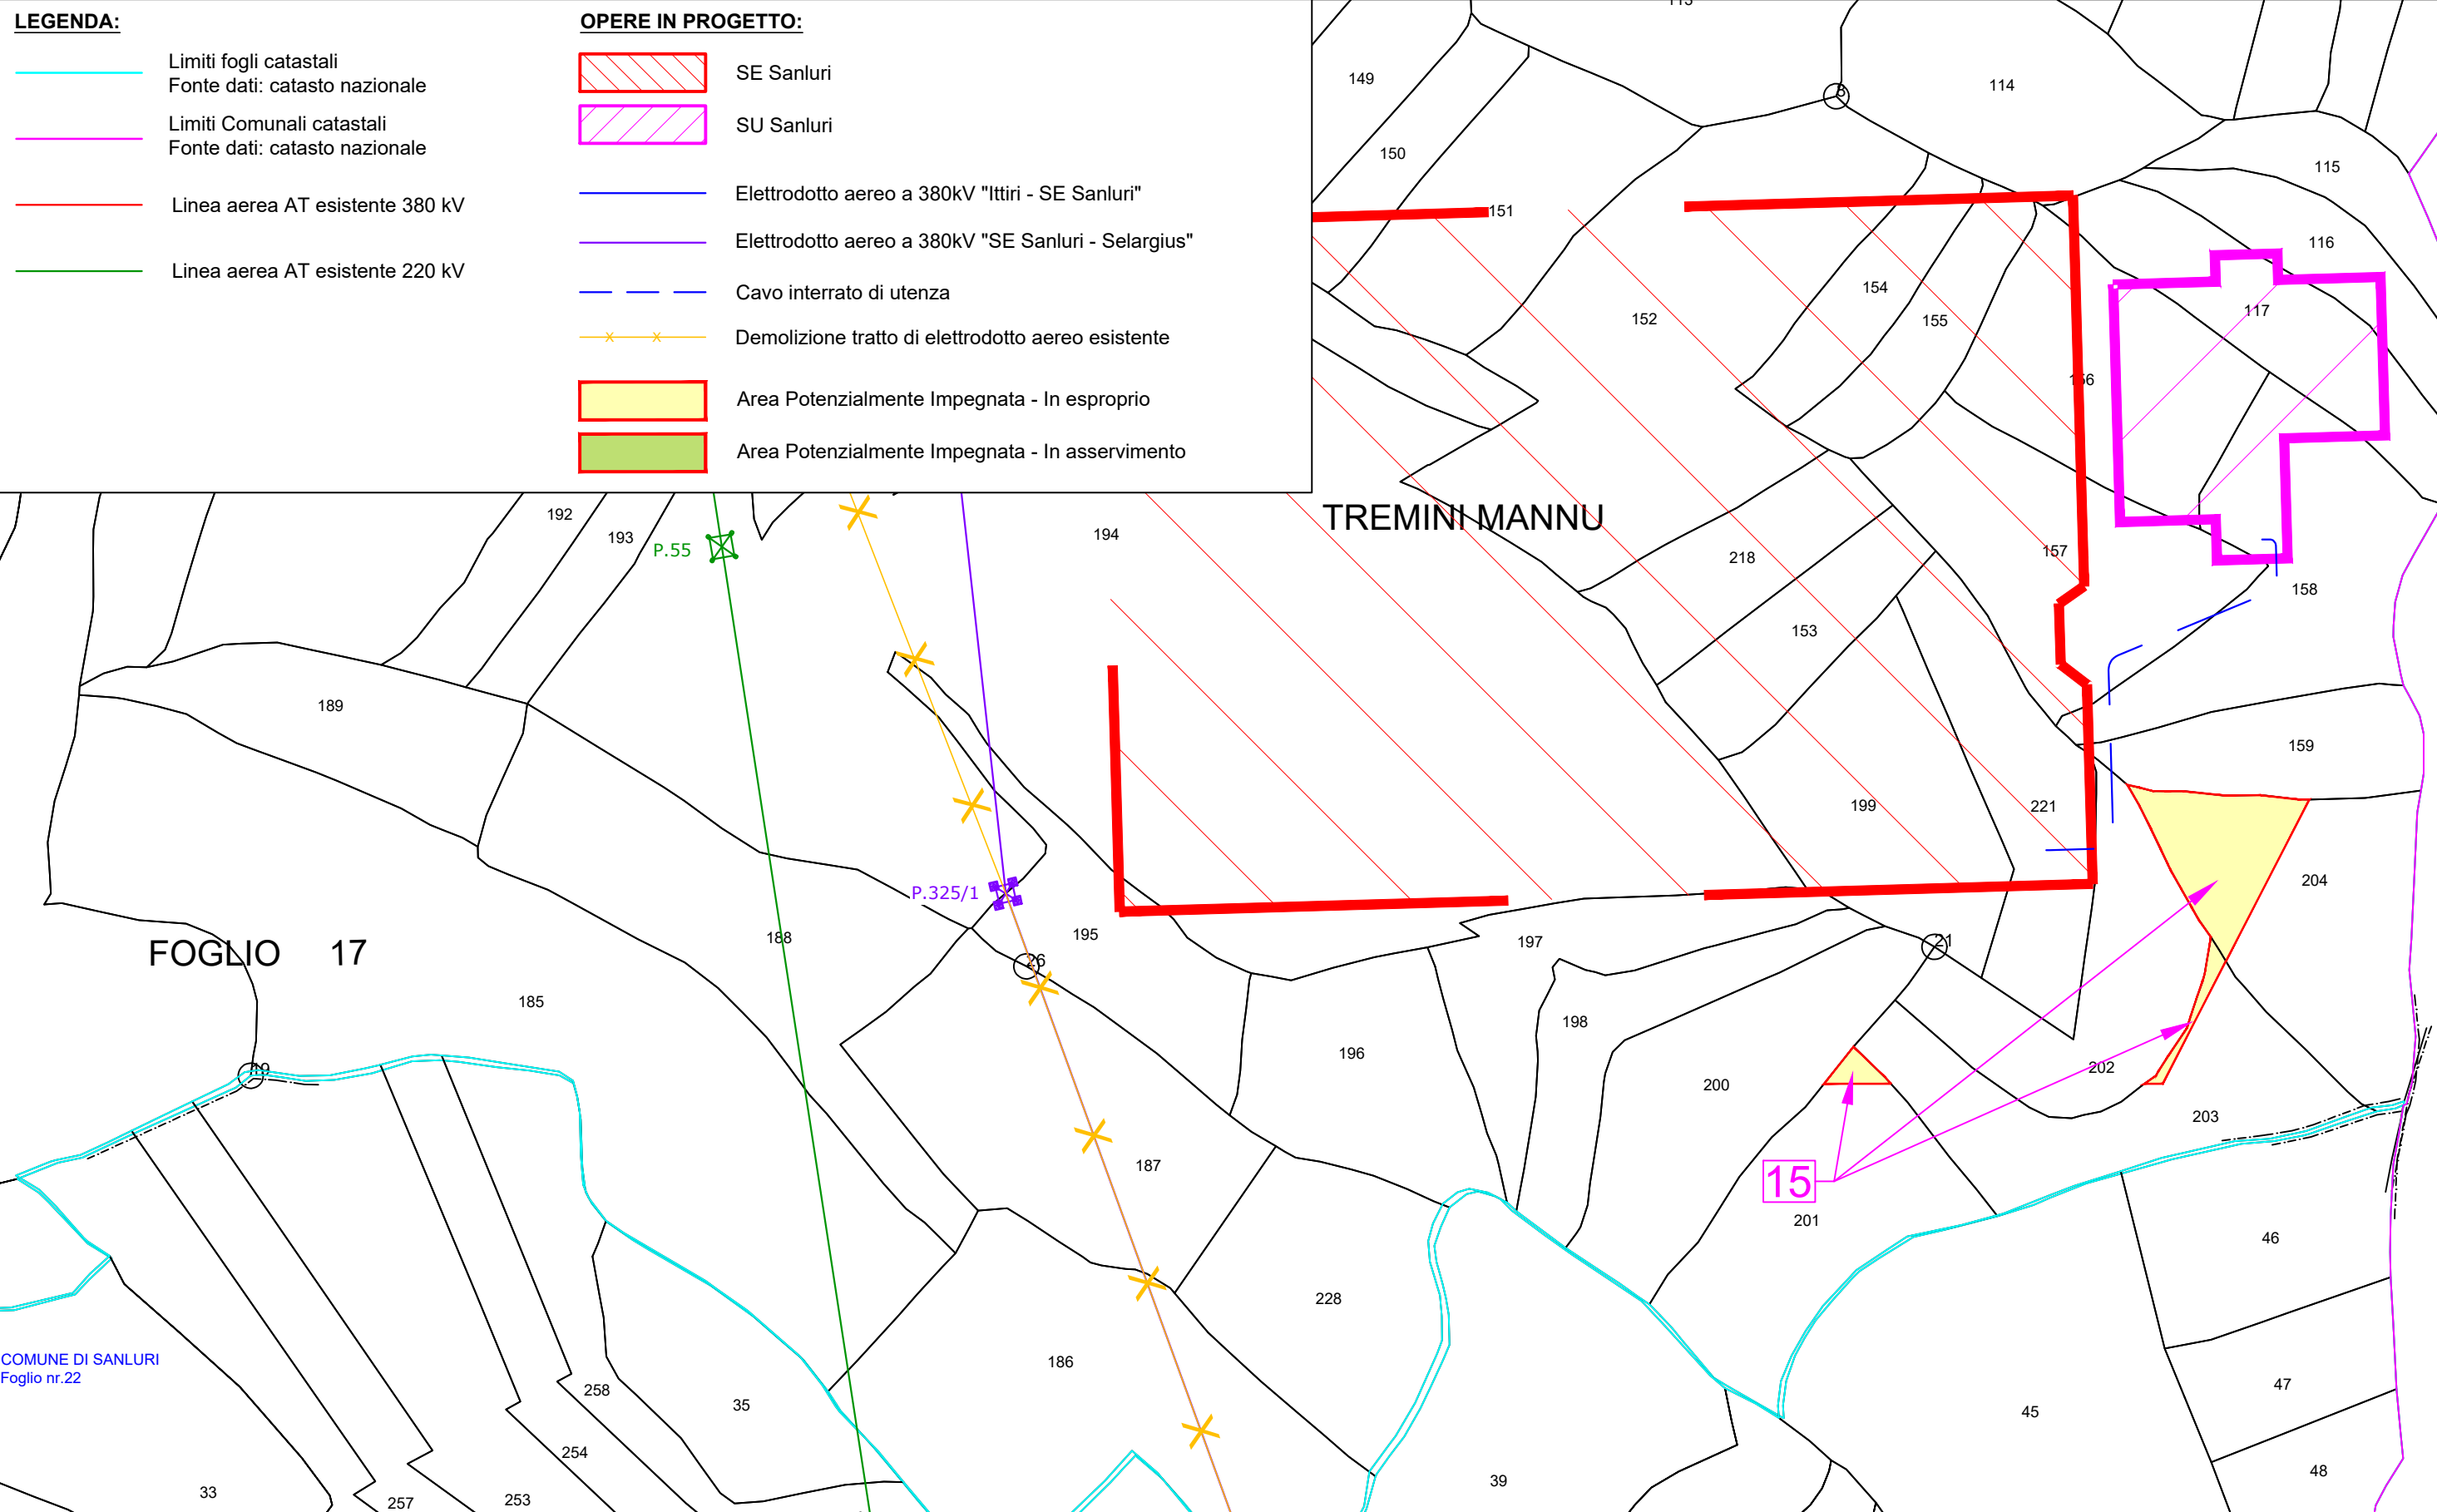 LEGENDA:
Limiti fogli catastali
Fonte dati: catasto nazionale
Limiti Comunali catastali
Fonte dati: catasto nazionale
Linea aerea AT esistente 380 kV
Linea aerea AT esistente 220 kV
OPERE IN PROGETTO:
SE Sanluri
SU Sanluri
Elettrodotto aereo a 380kV "Ittiri - SE Sanluri"
Elettrodotto aereo a 380kV "SE Sanluri - Selargius"
Cavo interrato di utenza
Demolizione tratto di elettrodotto aereo esistente
Area Potenzialmente Impegnata - In esproprio
Area Potenzialmente Impegnata - In asservimento
149
8
114
150
115
151
116
154
117
152
155
156
TREMINI MANNU
192
193
P.55
194
218
157
158
153
189
159
199
221
204
P.325/1
188
195
197
21
FOGLIO 17
26
185
198
196
19
202
200
203
187
15
201
46
228
COMUNE DI SANLURI
Foglio nr.22
186
258
47
35
45
254
48
39
33
257
253